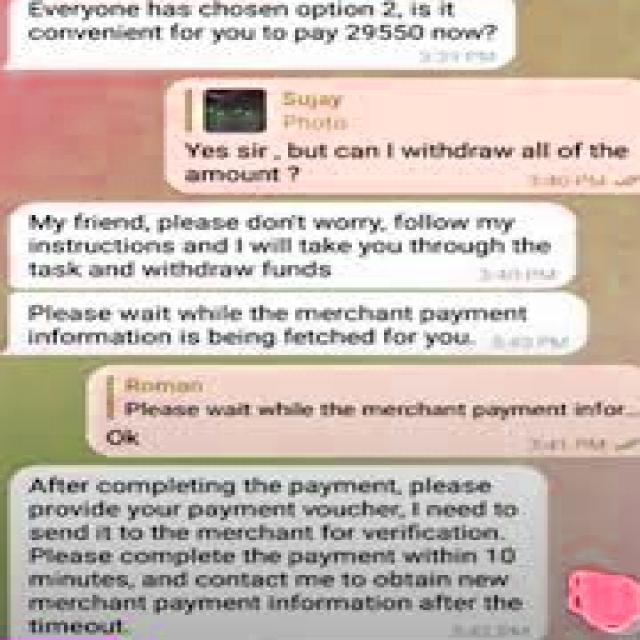 Everyone has chosen option 2, is it
convenient for you to pay 29550 now?
3:39 PM
Sujay
Photo
Yes sir , but can I withdraw all of the
amount ?
3:40 PM
My friend, please don't worry, follow my
instructions and I will take you through the
task and withdraw funds
3:40 PM
Please wait while the merchant payment
information is being fetched for you.
3:40 PM
Roman
Please wait while the merchant payment infor...
Ok
3:41 PM
After completing the payment, please
provide your payment voucher, I need to
send it to the merchant for verification.
Please complete the payment within 10
minutes, and contact me to obtain new
merchant payment information after the
timeout.